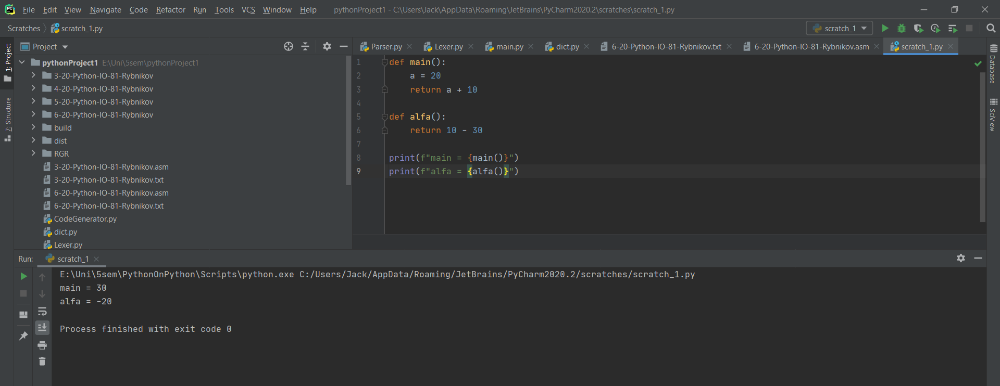 PC File Edit View Navigate Code Refactor Run Tools VCS Window Help pythonProject1 - C:\Users\Jack\AppData\Roaming\JetBrains\PyCharm2020.2\scratches\scratch_1.py
Scratches scratch_1.py scratch_1
1: Project
7: Structure
Project
pythonProject1 E:\Uni\5sem\pythonProject1
3-20-Python-IO-81-Rybnikov
4-20-Python-IO-81-Rybnikov
5-20-Python-IO-81-Rybnikov
6-20-Python-IO-81-Rybnikov
build
dist
RGR
3-20-Python-IO-81-Rybnikov.asm
3-20-Python-IO-81-Rybnikov.txt
6-20-Python-IO-81-Rybnikov.asm
6-20-Python-IO-81-Rybnikov.txt
CodeGenerator.py
dict.py
Lexer.py
Parser.py Lexer.py main.py dict.py 6-20-Python-IO-81-Rybnikov.txt 6-20-Python-IO-81-Rybnikov.asm scratch_1.py
1 def main():
2     a = 20
3     return a + 10
4
5 def alfa():
6     return 10 - 30
7
8 print(f"main = {main()}")
9 print(f"alfa = {alfa()}")
Database
SciView
Run: scratch_1
E:\Uni\5sem\PythonOnPython\Scripts\python.exe C:/Users/Jack/AppData/Roaming/JetBrains/PyCharm2020.2/scratches/scratch_1.py
main = 30
alfa = -20
Process finished with exit code 0